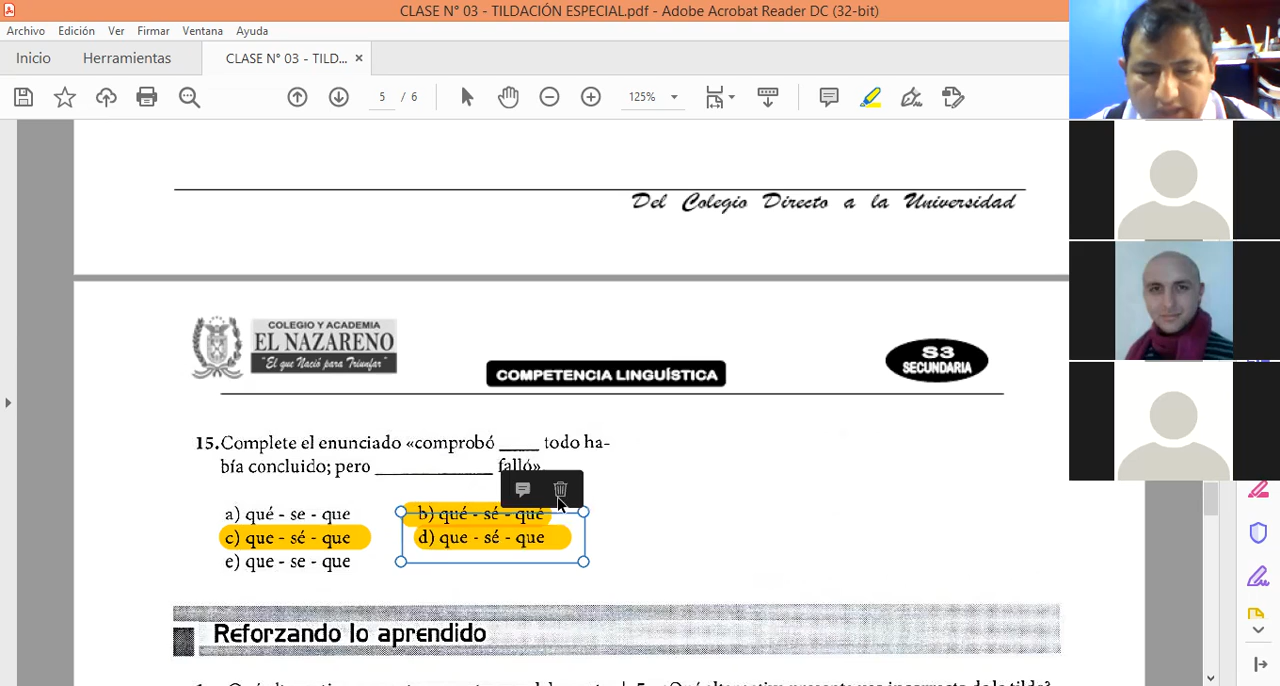 CLASE N° 03 - TILDACIÓN ESPECIAL.pdf - Adobe Acrobat Reader DC (32-bit)
Archivo Edición Ver Firmar Ventana Ayuda
Inicio Herramientas CLASE N° 03 - TILD... ×
5 / 6 125%
Del Colegio Directo a la Universidad
COLEGIO Y ACADEMIA
EL NAZARENO
"El que Nació para Triunfar"
COMPETENCIA LINGUÍSTICA
S3
SECUNDARIA
15. Complete el enunciado «comprobó ____ todo ha-
bía concluido; pero ____________ falló»
a) qué - se - que b) qué - sé - qué
c) que - sé - que d) que - sé - que
e) que - se - que
Reforzando lo aprendido